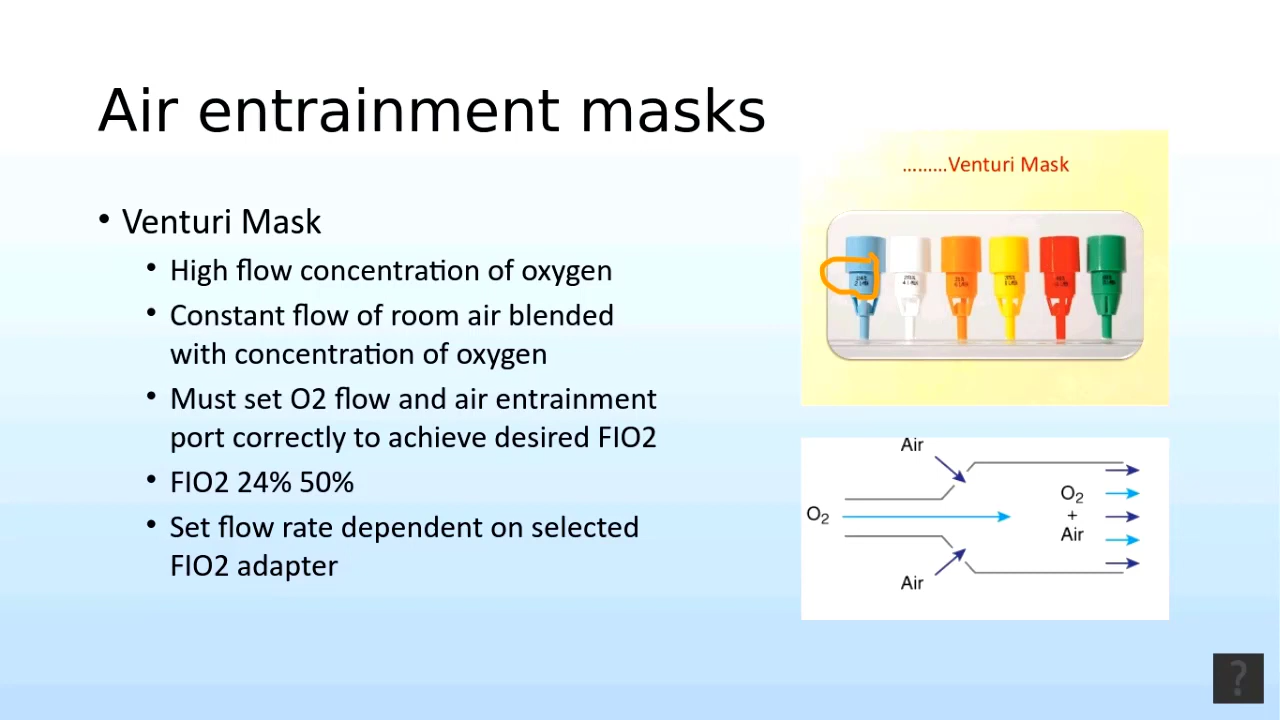 Air entrainment masks
.........Venturi Mask
• Venturi Mask
• High flow concentration of oxygen
• Constant flow of room air blended
with concentration of oxygen
• Must set O2 flow and air entrainment
port correctly to achieve desired FIO2
• FIO2 24% 50%
• Set flow rate dependent on selected
FIO2 adapter
Air
O2
O2
+
Air
Air
?